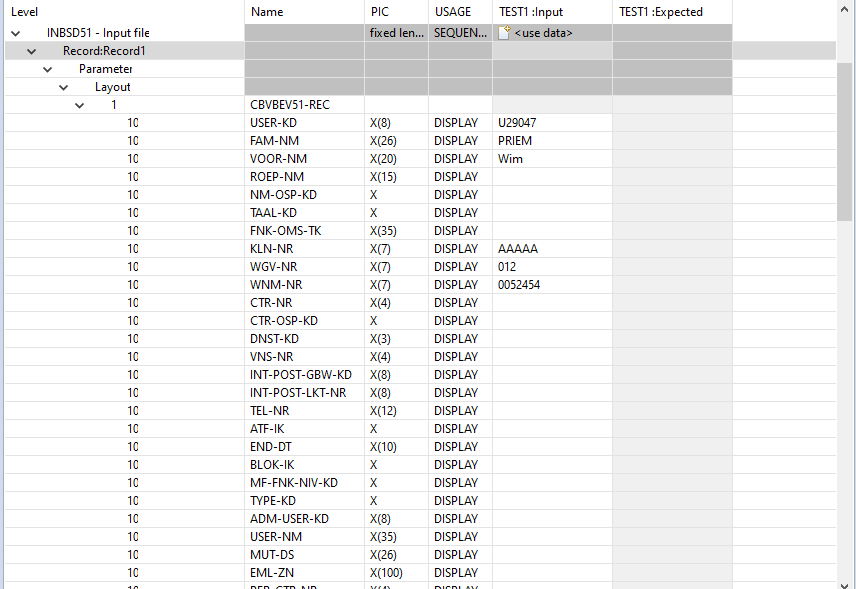 Level Name PIC USAGE TEST1 :Input TEST1 :Expected
INBSD51 - Input file fixed len... SEQUEN... <use data>
Record:Record1
Parameter
Layout
1 CBVBEV51-REC
10 USER-KD X(8) DISPLAY U29047
10 FAM-NM X(26) DISPLAY PRIEM
10 VOOR-NM X(20) DISPLAY Wim
10 ROEP-NM X(15) DISPLAY
10 NM-OSP-KD X DISPLAY
10 TAAL-KD X DISPLAY
10 FNK-OMS-TK X(35) DISPLAY
10 KLN-NR X(7) DISPLAY AAAAA
10 WGV-NR X(7) DISPLAY 012
10 WNM-NR X(7) DISPLAY 0052454
10 CTR-NR X(4) DISPLAY
10 CTR-OSP-KD X DISPLAY
10 DNST-KD X(3) DISPLAY
10 VNS-NR X(4) DISPLAY
10 INT-POST-GBW-KD X(8) DISPLAY
10 INT-POST-LKT-NR X(8) DISPLAY
10 TEL-NR X(12) DISPLAY
10 ATF-IK X DISPLAY
10 END-DT X(10) DISPLAY
10 BLOK-IK X DISPLAY
10 MF-FNK-NIV-KD X DISPLAY
10 TYPE-KD X DISPLAY
10 ADM-USER-KD X(8) DISPLAY
10 USER-NM X(35) DISPLAY
10 MUT-DS X(26) DISPLAY
10 EML-ZN X(100) DISPLAY